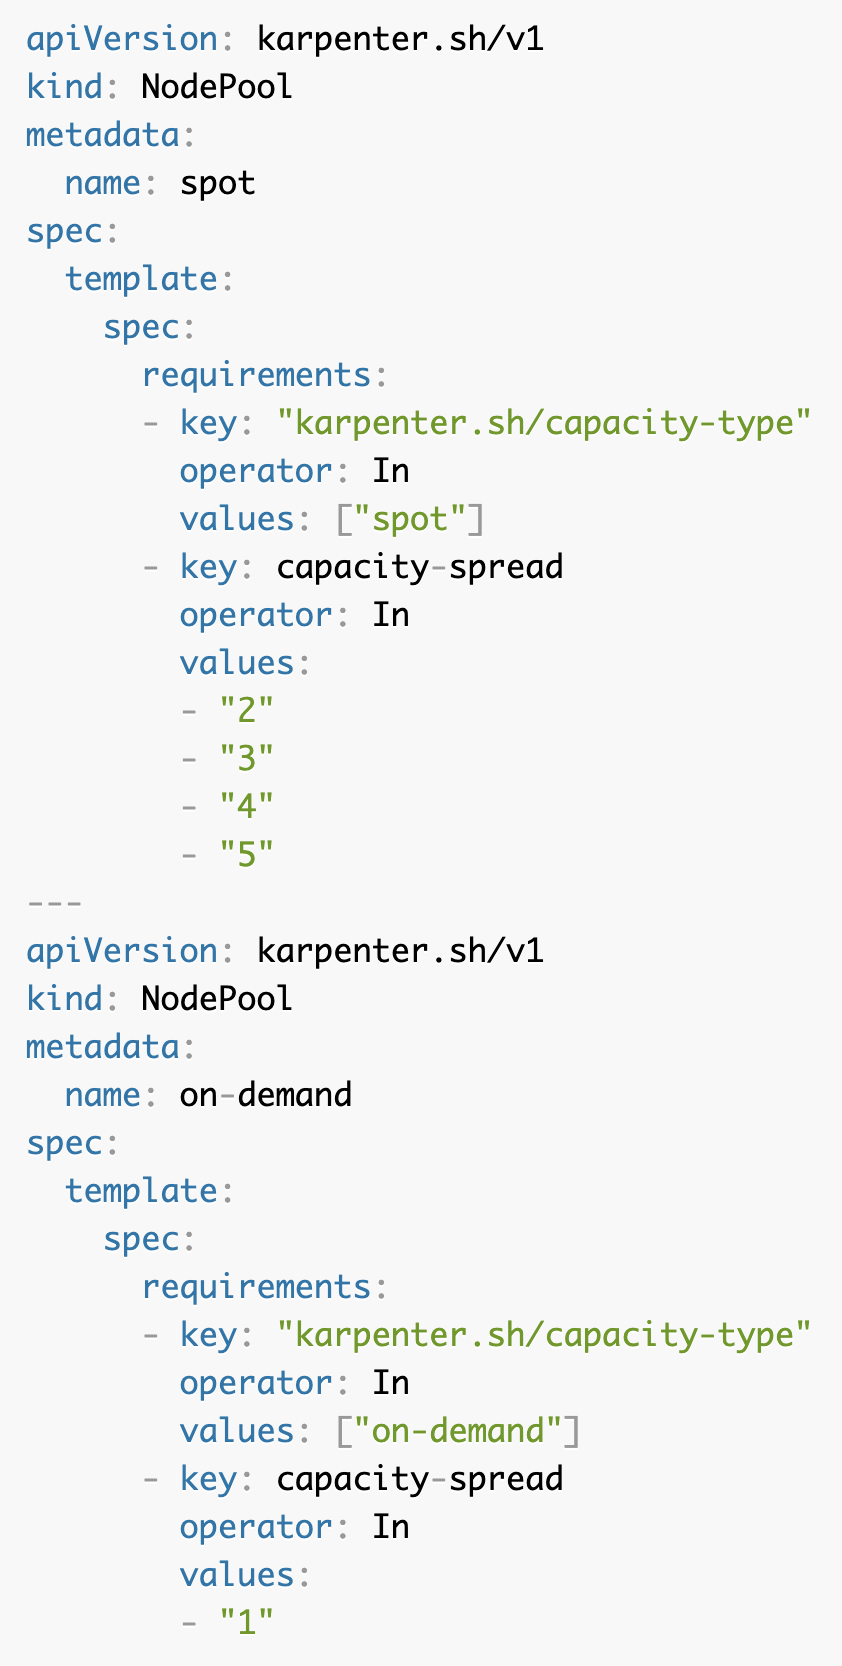 apiVersion: karpenter.sh/v1
kind: NodePool
metadata:
  name: spot
spec:
  template:
    spec:
      requirements:
      - key: "karpenter.sh/capacity-type"
        operator: In
        values: ["spot"]
      - key: capacity-spread
        operator: In
        values:
        - "2"
        - "3"
        - "4"
        - "5"
---
apiVersion: karpenter.sh/v1
kind: NodePool
metadata:
  name: on-demand
spec:
  template:
    spec:
      requirements:
      - key: "karpenter.sh/capacity-type"
        operator: In
        values: ["on-demand"]
      - key: capacity-spread
        operator: In
        values:
        - "1"